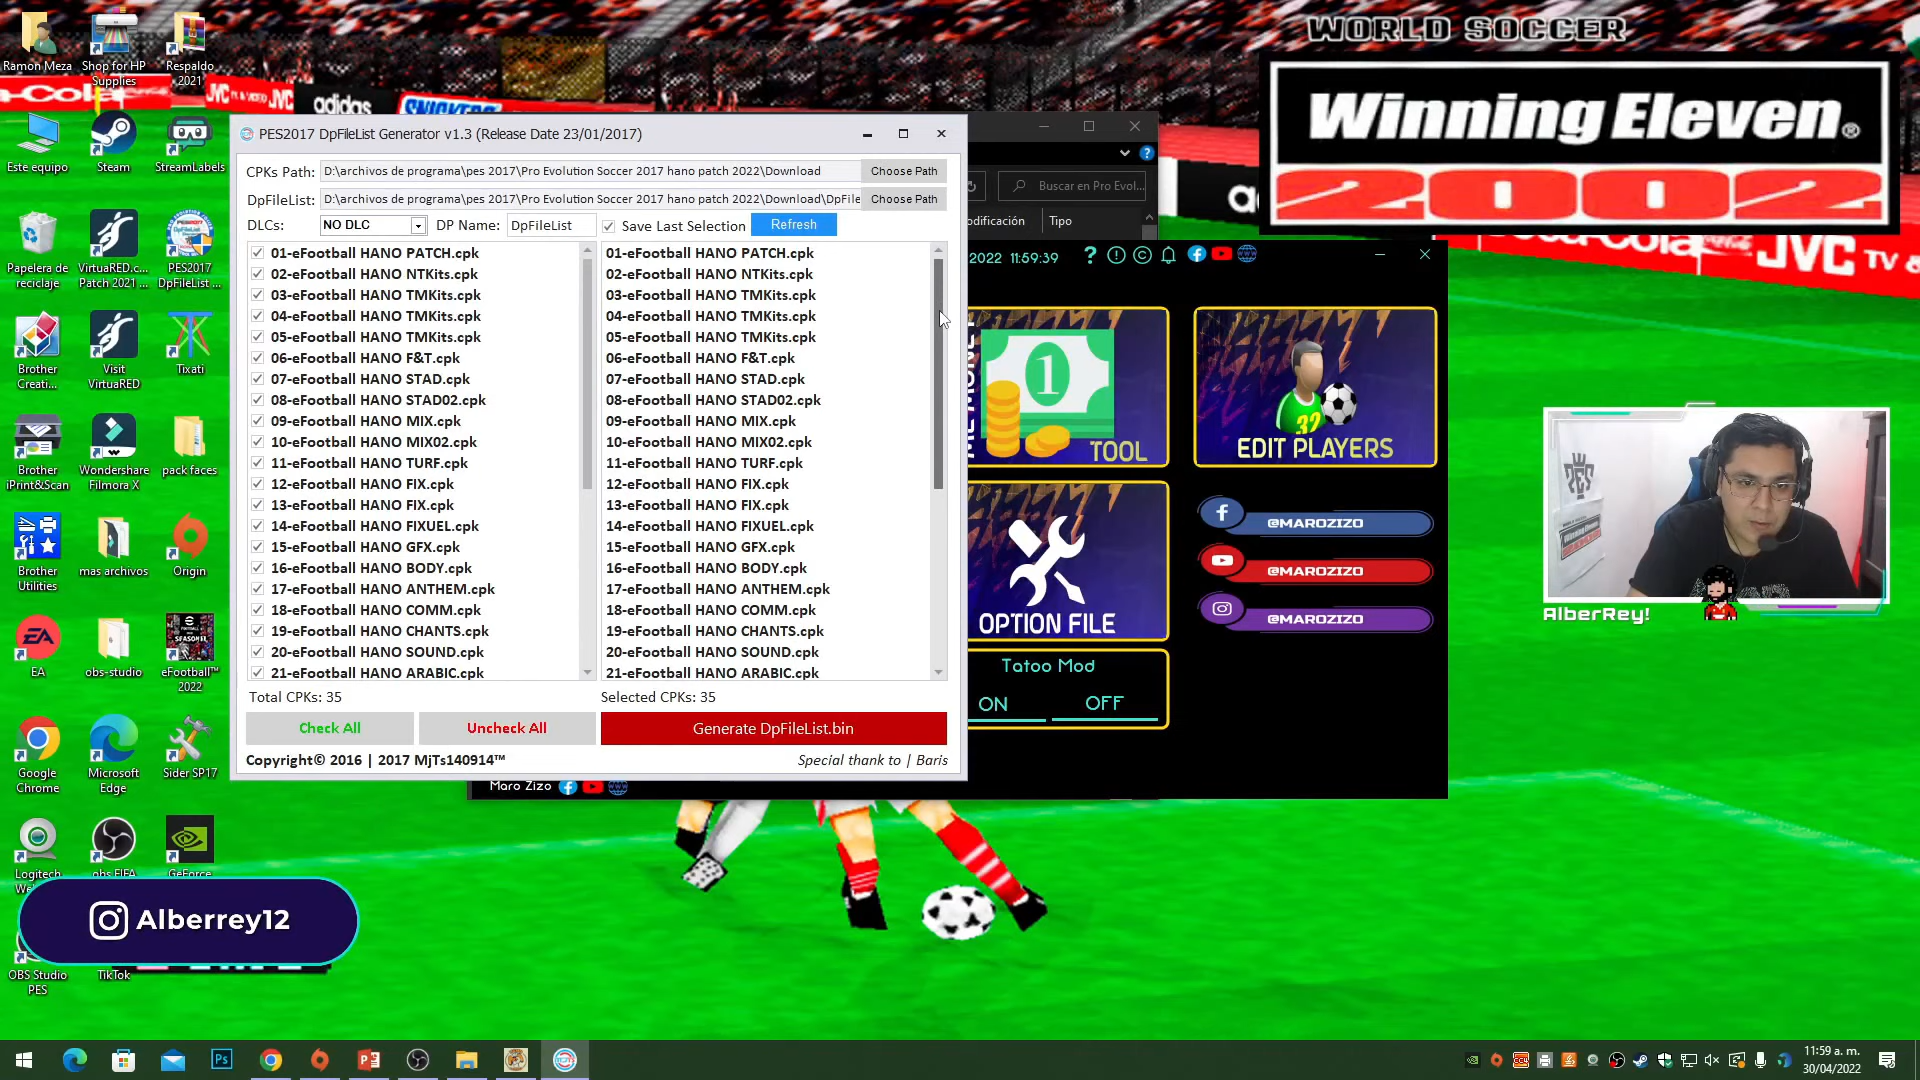 Ramon Meza
Shop for HP
Supplies
Respaldo
2021
Este equipo
Steam
StreamLabels
Papelera de
reciclaje
VirtuaRED.c...
Patch 2021 ...
PES2017
DpFileList ...
Brother
Creati...
Visit
VirtuaRED
Tixati
Brother
iPrint&Scan
Wondershare
Filmora X
pack faces
Brother
Utilities
mas archivos
Origin
EA
obs-studio
eFootball™
2022
Google
Chrome
Microsoft
Edge
Sider SP17
Logitech
obs FIFA
GeForce
Alberrey12
OBS Studio
PES
TikTok
WORLD SOCCER
Winning Eleven®
2002
JVC JVC
adidas
SNICKERS
Coca-Cola
JVC TV &
PES2017 DpFileList Generator v1.3 (Release Date 23/01/2017)
CPKs Path: D:\archivos de programa\pes 2017\Pro Evolution Soccer 2017 hano patch 2022\Download Choose Path
DpFileList: D:\archivos de programa\pes 2017\Pro Evolution Soccer 2017 hano patch 2022\Download\DpFile Choose Path
DLCs: NO DLC DP Name: DpFileList Save Last Selection Refresh
01-eFootball HANO PATCH.cpk
02-eFootball HANO NTKits.cpk
03-eFootball HANO TMKits.cpk
04-eFootball HANO TMKits.cpk
05-eFootball HANO TMKits.cpk
06-eFootball HANO F&T.cpk
07-eFootball HANO STAD.cpk
08-eFootball HANO STAD02.cpk
09-eFootball HANO MIX.cpk
10-eFootball HANO MIX02.cpk
11-eFootball HANO TURF.cpk
12-eFootball HANO FIX.cpk
13-eFootball HANO FIX.cpk
14-eFootball HANO FIXUEL.cpk
15-eFootball HANO GFX.cpk
16-eFootball HANO BODY.cpk
17-eFootball HANO ANTHEM.cpk
18-eFootball HANO COMM.cpk
19-eFootball HANO CHANTS.cpk
20-eFootball HANO SOUND.cpk
21-eFootball HANO ARABIC.cpk
01-eFootball HANO PATCH.cpk
02-eFootball HANO NTKits.cpk
03-eFootball HANO TMKits.cpk
04-eFootball HANO TMKits.cpk
05-eFootball HANO TMKits.cpk
06-eFootball HANO F&T.cpk
07-eFootball HANO STAD.cpk
08-eFootball HANO STAD02.cpk
09-eFootball HANO MIX.cpk
10-eFootball HANO MIX02.cpk
11-eFootball HANO TURF.cpk
12-eFootball HANO FIX.cpk
13-eFootball HANO FIX.cpk
14-eFootball HANO FIXUEL.cpk
15-eFootball HANO GFX.cpk
16-eFootball HANO BODY.cpk
17-eFootball HANO ANTHEM.cpk
18-eFootball HANO COMM.cpk
19-eFootball HANO CHANTS.cpk
20-eFootball HANO SOUND.cpk
21-eFootball HANO ARABIC.cpk
Total CPKs: 35
Selected CPKs: 35
Check All
Uncheck All
Generate DpFileList.bin
Copyright© 2016 | 2017 MjTs140914™
Special thank to | Baris
Buscar en Pro Evol...
odificación Tipo
2022 11:59:39
1
TOOL
32
EDIT PLAYERS
OPTION FILE
@MAROZIZO
@MAROZIZO
@MAROZIZO
Tatoo Mod
ON OFF
Maro Zizo
AlberRey!
11:59 a. m.
30/04/2022